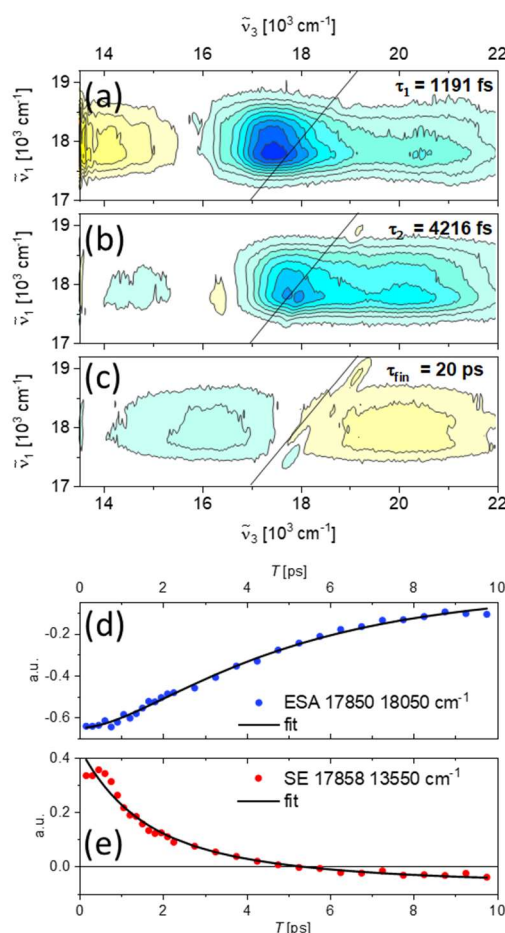 ν̃₃ [10³ cm⁻¹]
14 16 18 20 22
(a) τ₁ = 1191 fs
19
18
17
ν̃₁ [10³ cm⁻¹]
(b) τ₂ = 4216 fs
19
18
17
ν̃₁ [10³ cm⁻¹]
(c) τfin = 20 ps
19
18
17
ν̃₁ [10³ cm⁻¹]
14 16 18 20 22
ν̃₃ [10³ cm⁻¹]
T [ps]
0 2 4 6 8 10
(d)
-0.2
-0.4
-0.6
a.u.
ESA 17850 18050 cm⁻¹
fit
0.4
0.2
0.0
a.u.
SE 17858 13550 cm⁻¹
fit
(e)
0 2 4 6 8 10
T [ps]